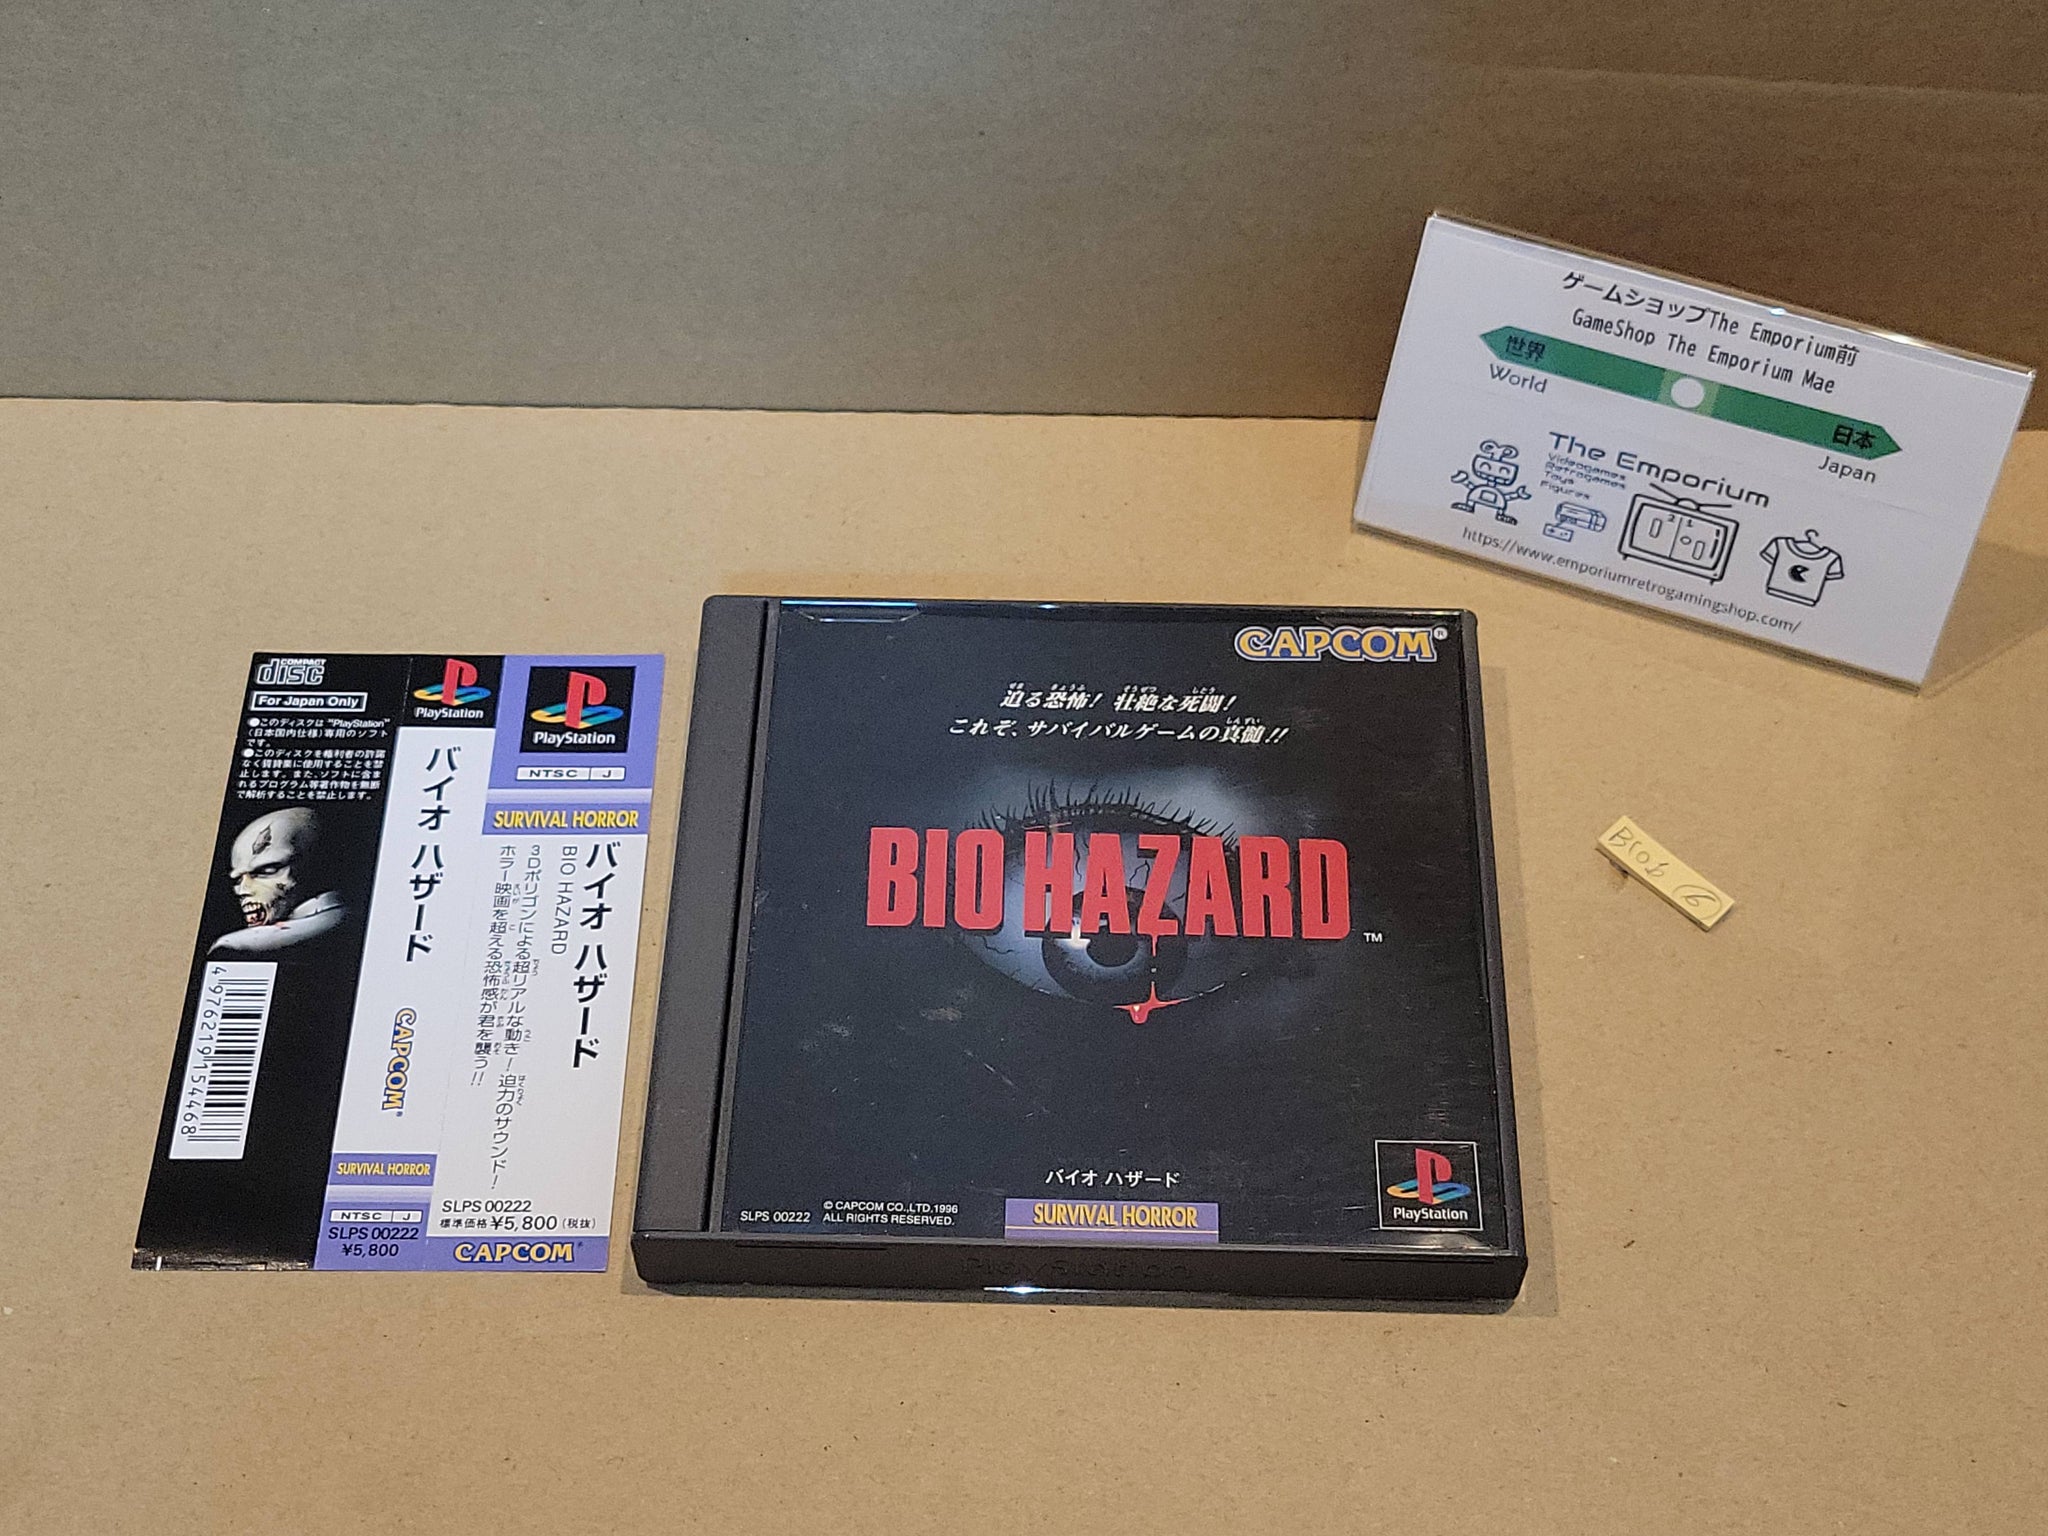 COMPACT
disc
For Japan Only
●このディスクは "PlayStation"
(日本国内仕様)専用のソフト
です。
●このディスクを権利者の許諾
なく賃貸業に使用することを禁
止します。また、ソフトに含ま
れるプログラム等著作物を無断
で解析することを禁止します。
4976219154468
PlayStation
バイオ ハザード
CAPCOM
SURVIVAL HORROR
NTSC J
SLPS 00222
¥5,800
PlayStation
NTSC J
SURVIVAL HORROR
バイオ ハザード
BIO HAZARD
3Dポリゴンによる超リアルな動き!迫力のサウンド!
ホラー映画を超える恐怖感が君を襲う!!
SLPS 00222
標準価格¥5,800(税抜)
CAPCOM®
CAPCOM®
迫る恐怖! 壮絶な死闘!
これぞ、サバイバルゲームの真髄!!
BIO HAZARD™
バイオ ハザード
SLPS 00222
© CAPCOM CO.,LTD.1996
ALL RIGHTS RESERVED.
SURVIVAL HORROR
PlayStation
PlayStation
ゲームショップThe Emporium前
GameShop The Emporium Mae
世界
World
日本
Japan
The Emporium
Videogames
Retrogames
Toys
Figures
2 1
https://www.emporiumretrogamingshop.com/